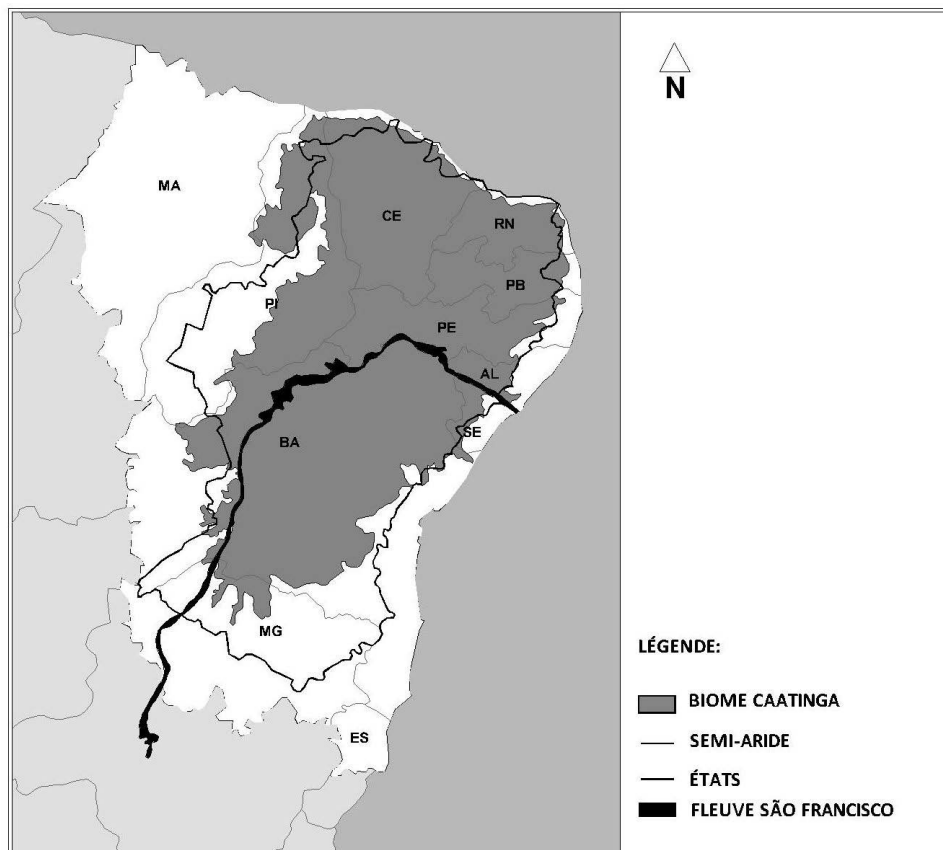 N
MA
CE
RN
PB
PI
PE
AL
SE
BA
MG
ES
LÉGENDE:
BIOME CAATINGA
SEMI-ARIDE
ÉTATS
FLEUVE SÃO FRANCISCO